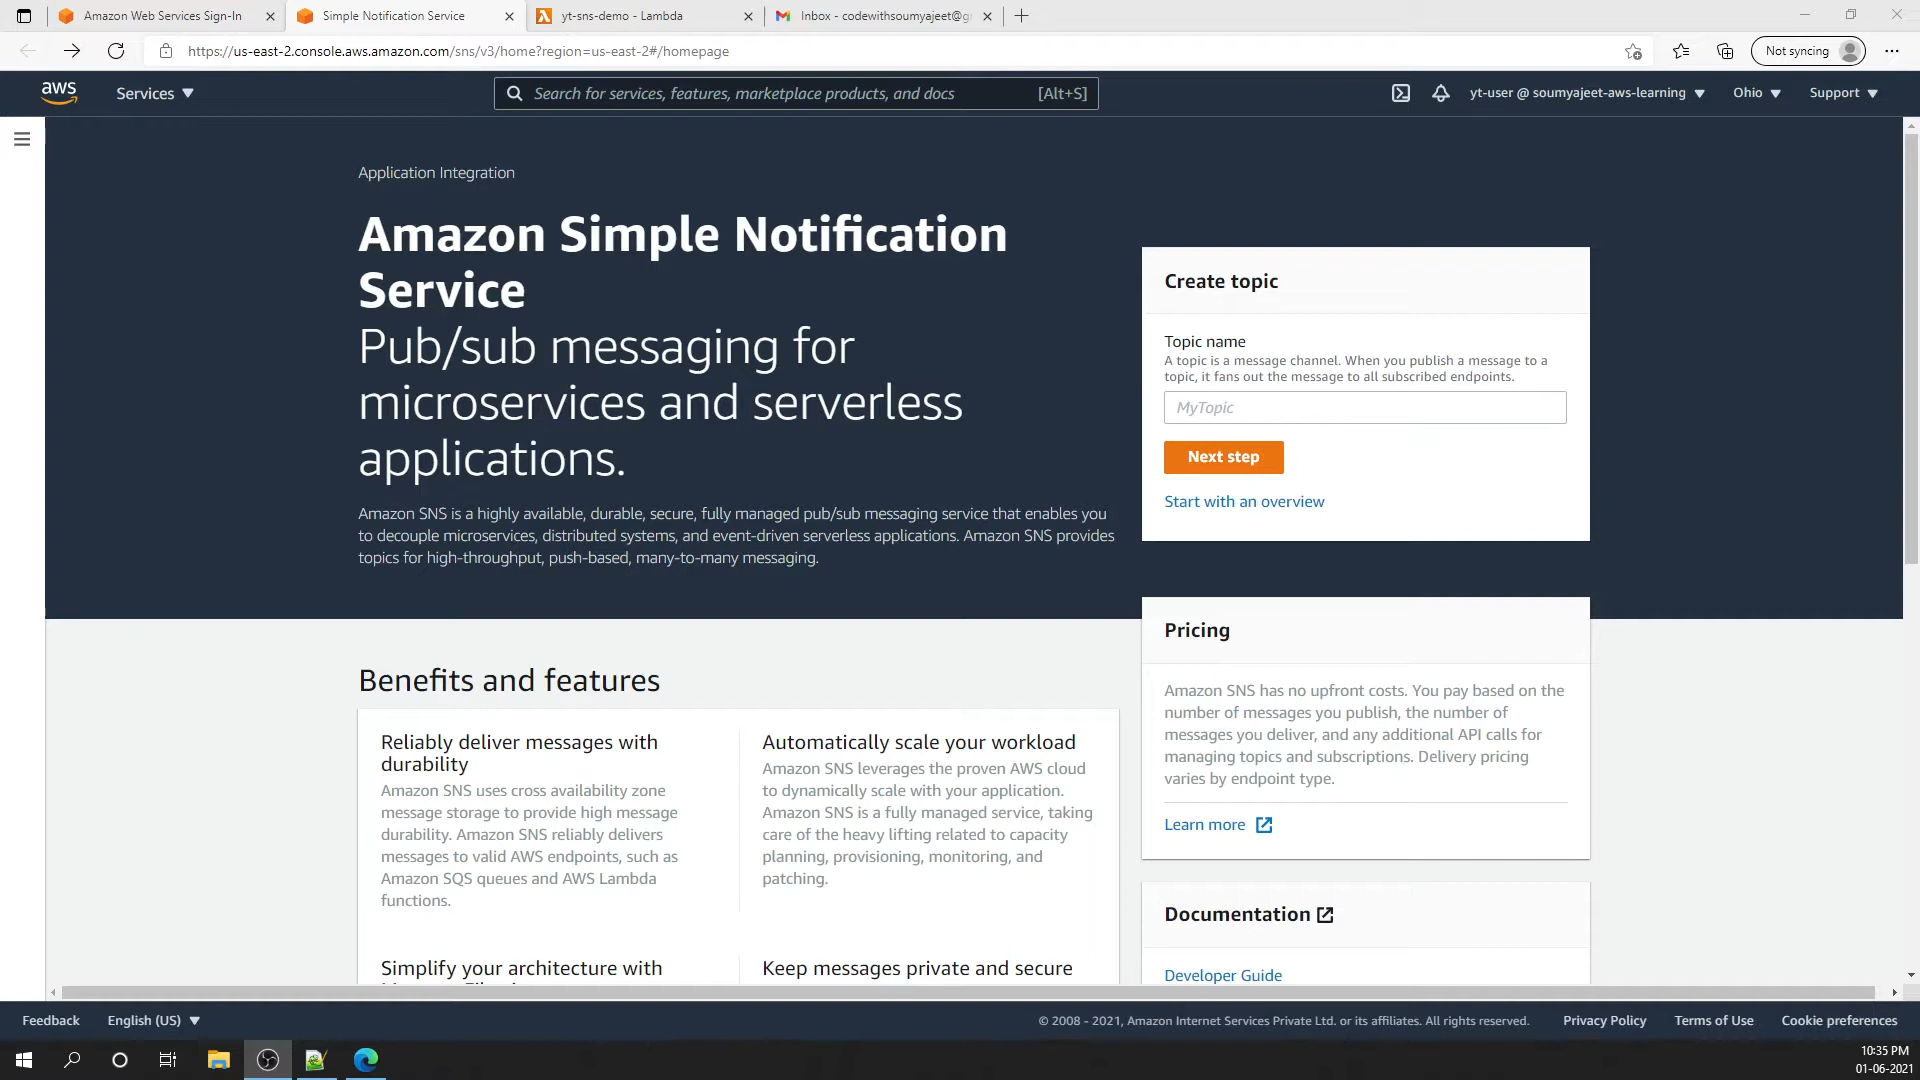 Amazon Web Services Sign-In
Simple Notification Service
yt-sns-demo - Lambda
Inbox - codewithsoumyajeet@g
https://us-east-2.console.aws.amazon.com/sns/v3/home?region=us-east-2#/homepage
Not syncing
aws
Services
Search for services, features, marketplace products, and docs
[Alt+S]
yt-user @ soumyajeet-aws-learning
Ohio
Support
Application Integration
Amazon Simple Notification
Service
Pub/sub messaging for
microservices and serverless
applications.
Amazon SNS is a highly available, durable, secure, fully managed pub/sub messaging service that enables you
to decouple microservices, distributed systems, and event-driven serverless applications. Amazon SNS provides
topics for high-throughput, push-based, many-to-many messaging.
Create topic
Topic name
A topic is a message channel. When you publish a message to a
topic, it fans out the message to all subscribed endpoints.
MyTopic
Next step
Start with an overview
Pricing
Amazon SNS has no upfront costs. You pay based on the
number of messages you publish, the number of
messages you deliver, and any additional API calls for
managing topics and subscriptions. Delivery pricing
varies by endpoint type.
Learn more
Documentation
Developer Guide
Benefits and features
Reliably deliver messages with
durability
Amazon SNS uses cross availability zone
message storage to provide high message
durability. Amazon SNS reliably delivers
messages to valid AWS endpoints, such as
Amazon SQS queues and AWS Lambda
functions.
Automatically scale your workload
Amazon SNS leverages the proven AWS cloud
to dynamically scale with your application.
Amazon SNS is a fully managed service, taking
care of the heavy lifting related to capacity
planning, provisioning, monitoring, and
patching.
Simplify your architecture with
Keep messages private and secure
Feedback
English (US)
© 2008 - 2021, Amazon Internet Services Private Ltd. or its affiliates. All rights reserved.
Privacy Policy
Terms of Use
Cookie preferences
10:35 PM
01-06-2021